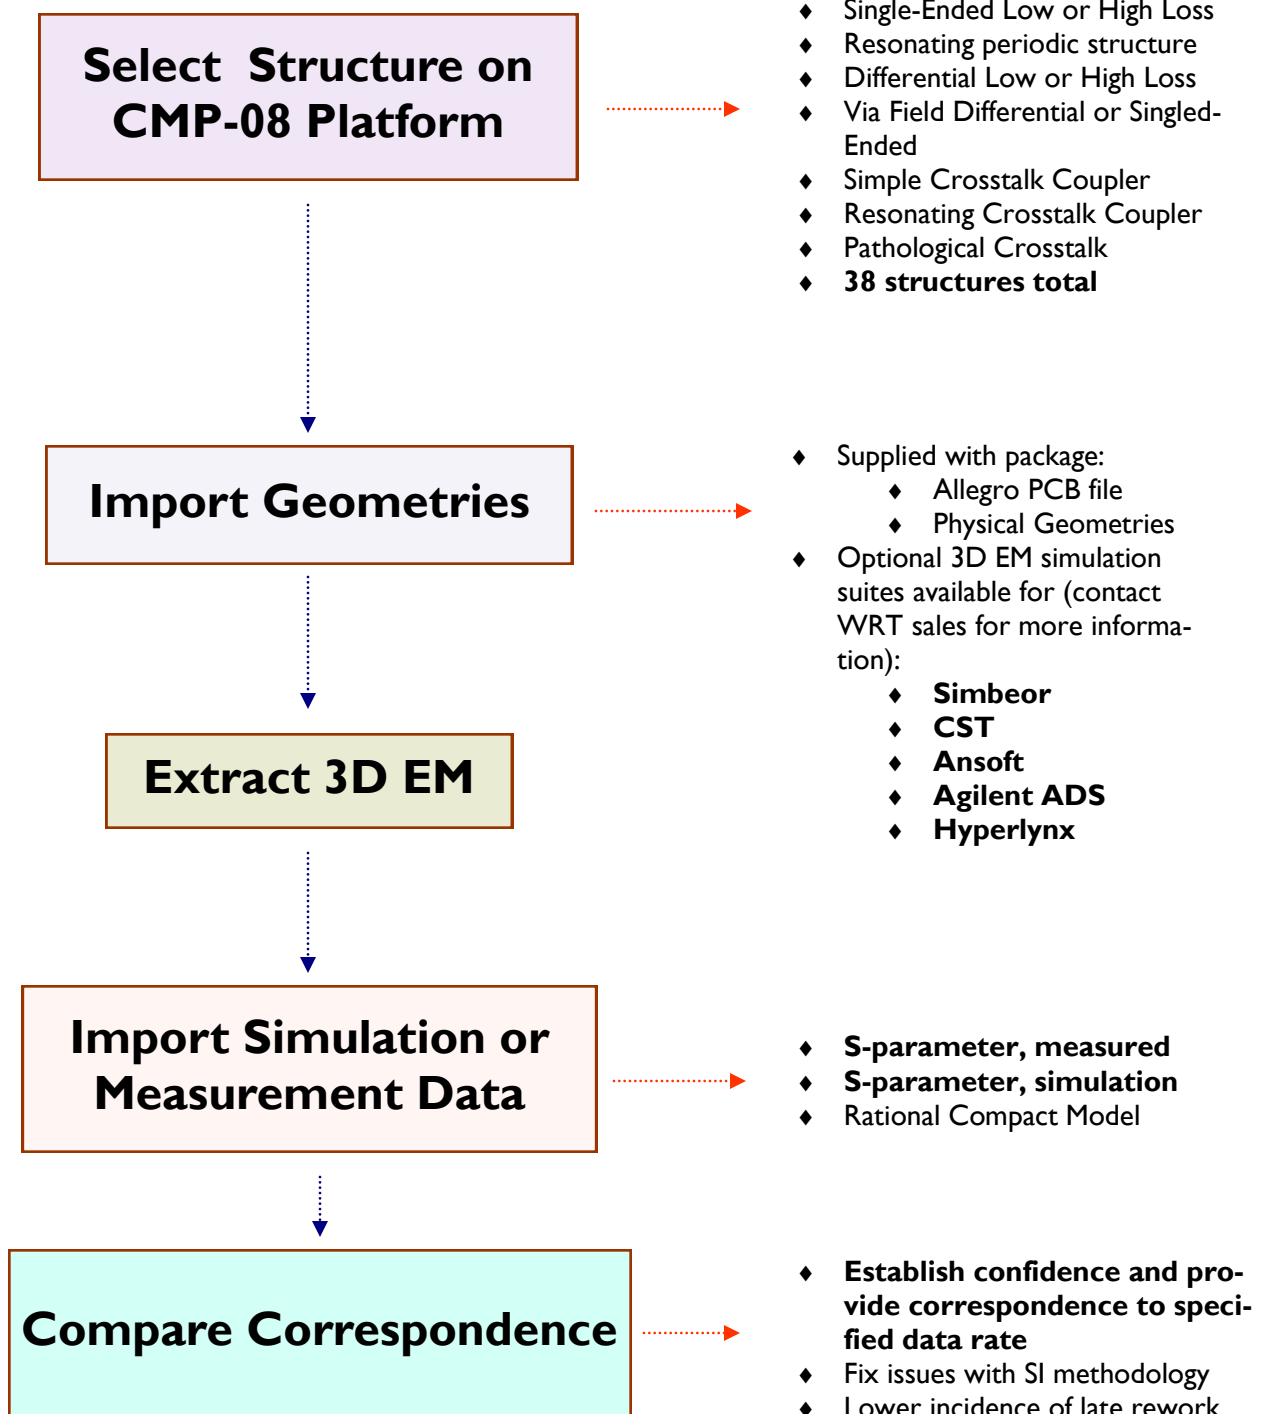 Select Structure on
CMP-08 Platform
♦ Single-Ended Low or High Loss
♦ Resonating periodic structure
♦ Differential Low or High Loss
♦ Via Field Differential or Singled-
Ended
♦ Simple Crosstalk Coupler
♦ Resonating Crosstalk Coupler
♦ Pathological Crosstalk
♦ 38 structures total
Import Geometries
♦ Supplied with package:
♦ Allegro PCB file
♦ Physical Geometries
♦ Optional 3D EM simulation
suites available for (contact
WRT sales for more informa-
tion):
♦ Simbeor
♦ CST
♦ Ansoft
♦ Agilent ADS
♦ Hyperlynx
Extract 3D EM
Import Simulation or
Measurement Data
♦ S-parameter, measured
♦ S-parameter, simulation
♦ Rational Compact Model
Compare Correspondence
♦ Establish confidence and pro-
vide correspondence to speci-
fied data rate
♦ Fix issues with SI methodology
♦ Lower incidence of late rework